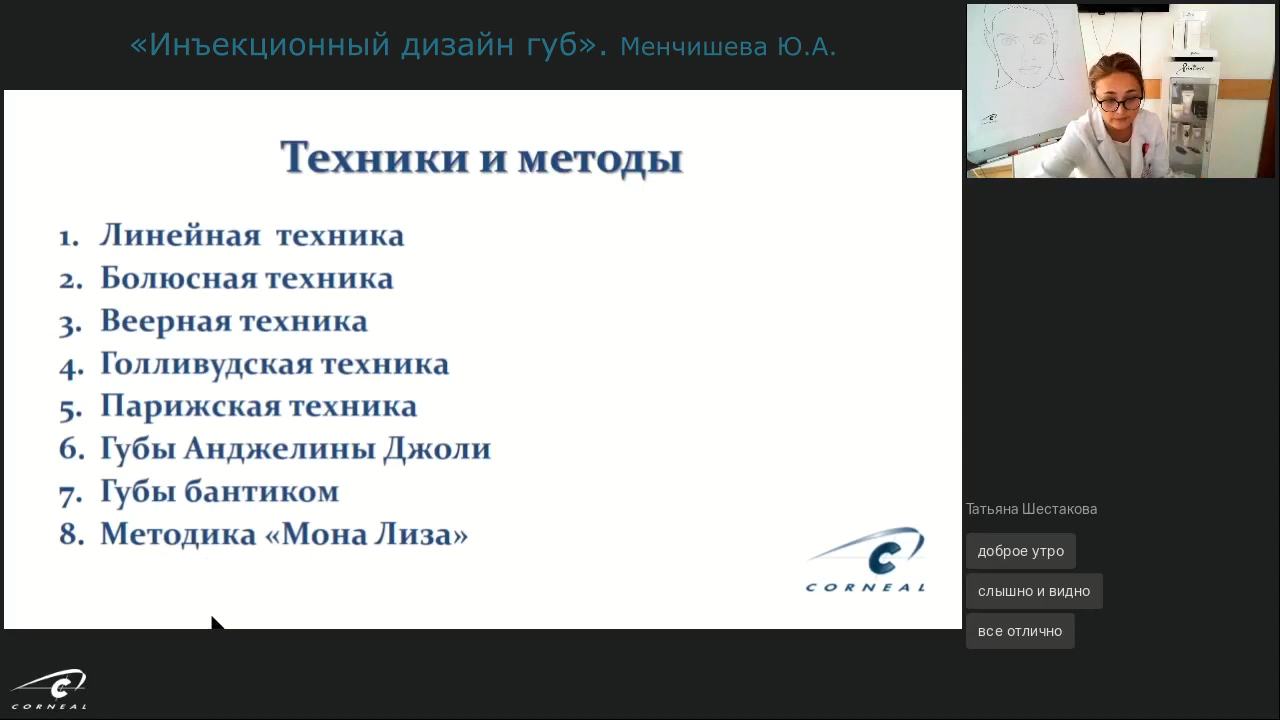 «Инъекционный дизайн губ». Менчишева Ю.А.
Техники и методы
1. Линейная техника
2. Болюсная техника
3. Веерная техника
4. Голливудская техника
5. Парижская техника
6. Губы Анджелины Джоли
7. Губы бантиком
8. Методика «Мона Лиза»
CORNEAL
Татьяна Шестакова
доброе утро
слышно и видно
все отлично
CORNEAL